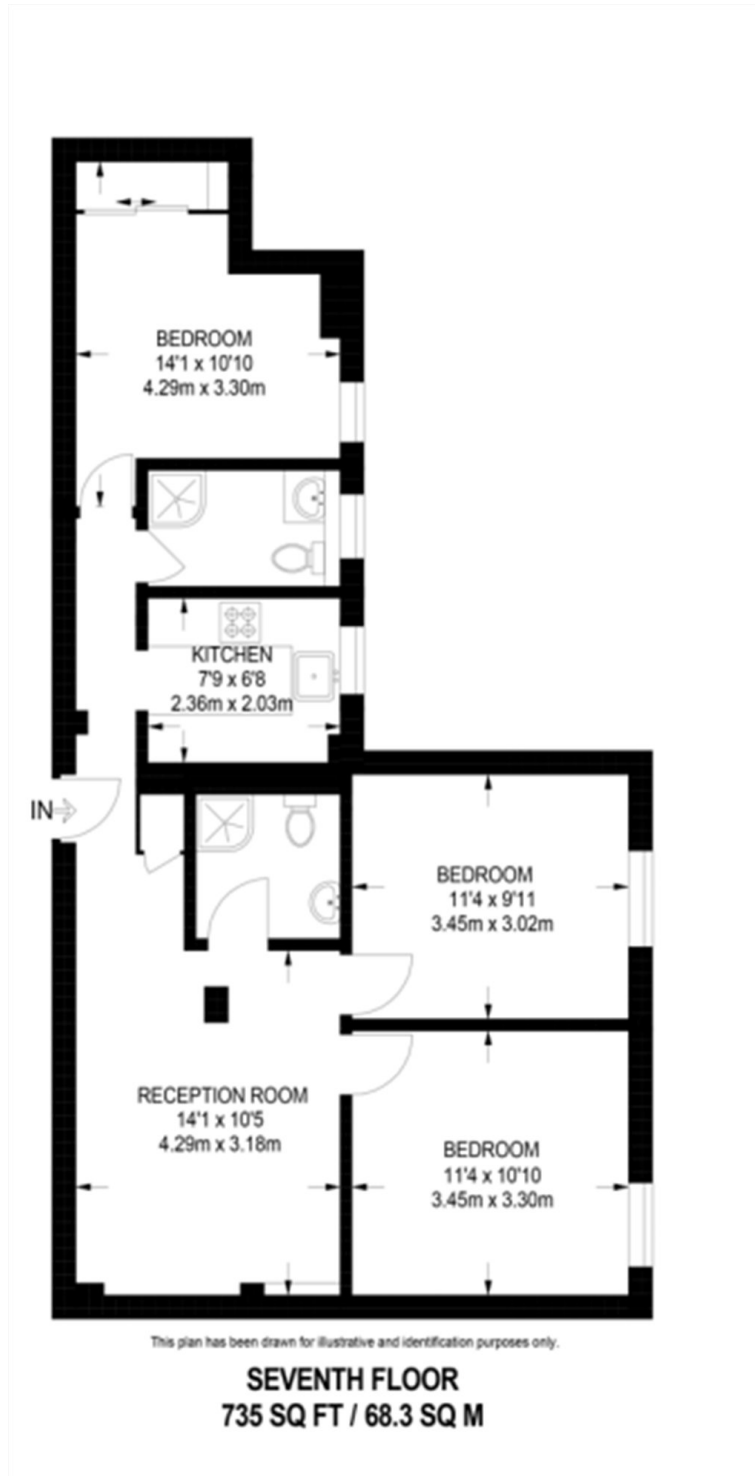 BEDROOM
14'1 x 10'10
4.29m x 3.30m
KITCHEN
7'9 x 6'8
2.36m x 2.03m
IN
BEDROOM
11'4 x 9'11
3.45m x 3.02m
RECEPTION ROOM
14'1 x 10'5
4.29m x 3.18m
BEDROOM
11'4 x 10'10
3.45m x 3.30m
This plan has been drawn for illustrative and identification purposes only.
SEVENTH FLOOR
735 SQ FT / 68.3 SQ M